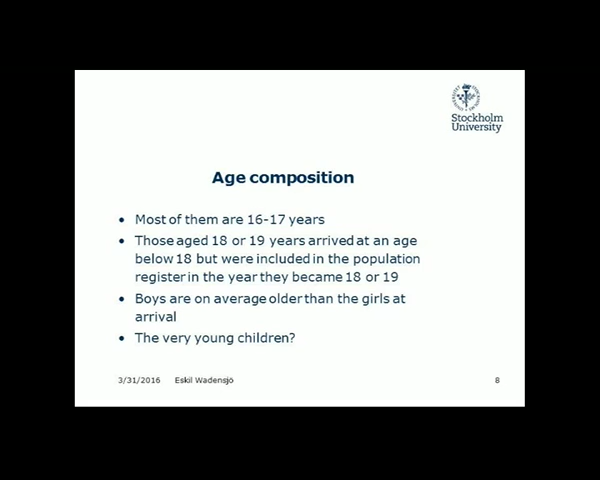 Stockholm
University
Age composition
• Most of them are 16-17 years
• Those aged 18 or 19 years arrived at an age
below 18 but were included in the population
register in the year they became 18 or 19
• Boys are on average older than the girls at
arrival
• The very young children?
3/31/2016 Eskil Wadensjö 8